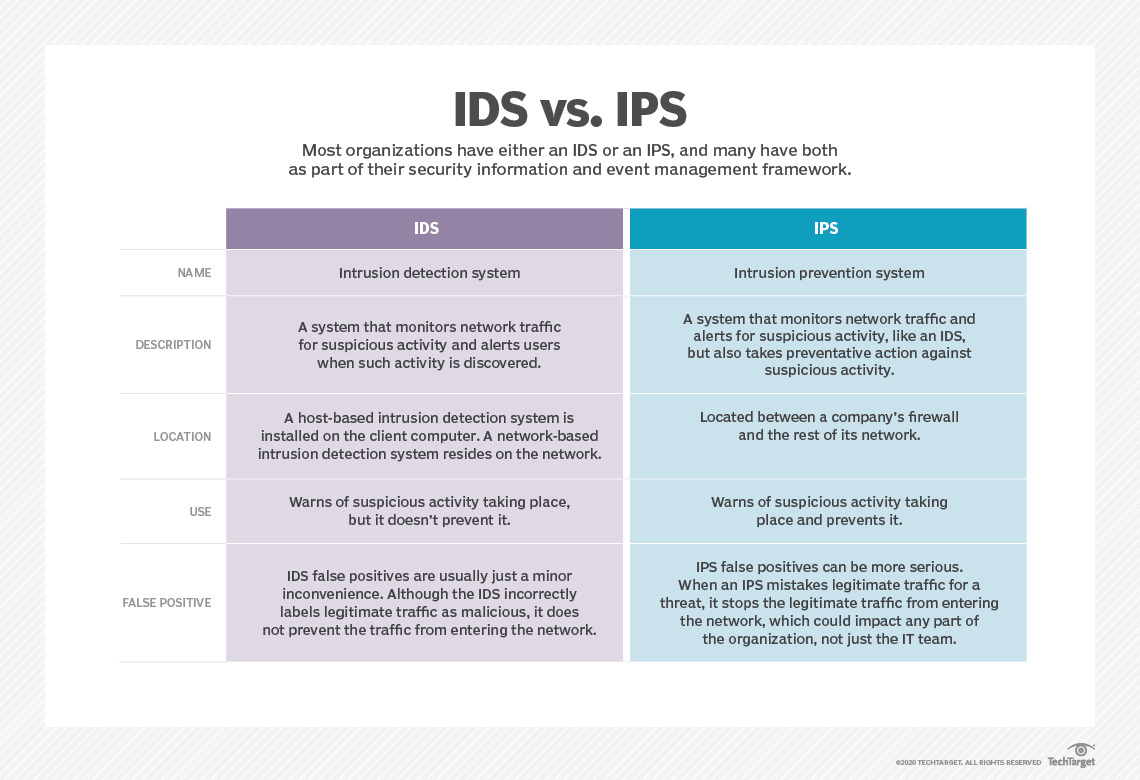 IDS vs. IPS
Most organizations have either an IDS or an IPS, and many have both
as part of their security information and event management framework.
IDS
IPS
NAME
Intrusion detection system
Intrusion prevention system
DESCRIPTION
A system that monitors network traffic
for suspicious activity and alerts users
when such activity is discovered.
A system that monitors network traffic and
alerts for suspicious activity, like an IDS,
but also takes preventative action against
suspicious activity.
LOCATION
A host-based intrusion detection system is
installed on the client computer. A network-based
intrusion detection system resides on the network.
Located between a company's firewall
and the rest of its network.
USE
Warns of suspicious activity taking place,
but it doesn't prevent it.
Warns of suspicious activity taking
place and prevents it.
FALSE POSITIVE
IDS false positives are usually just a minor
inconvenience. Although the IDS incorrectly
labels legitimate traffic as malicious, it does
not prevent the traffic from entering the network.
IPS false positives can be more serious.
When an IPS mistakes legitimate traffic for a
threat, it stops the legitimate traffic from entering
the network, which could impact any part of
the organization, not just the IT team.
©2020 TECHTARGET. ALL RIGHTS RESERVED
TechTarget